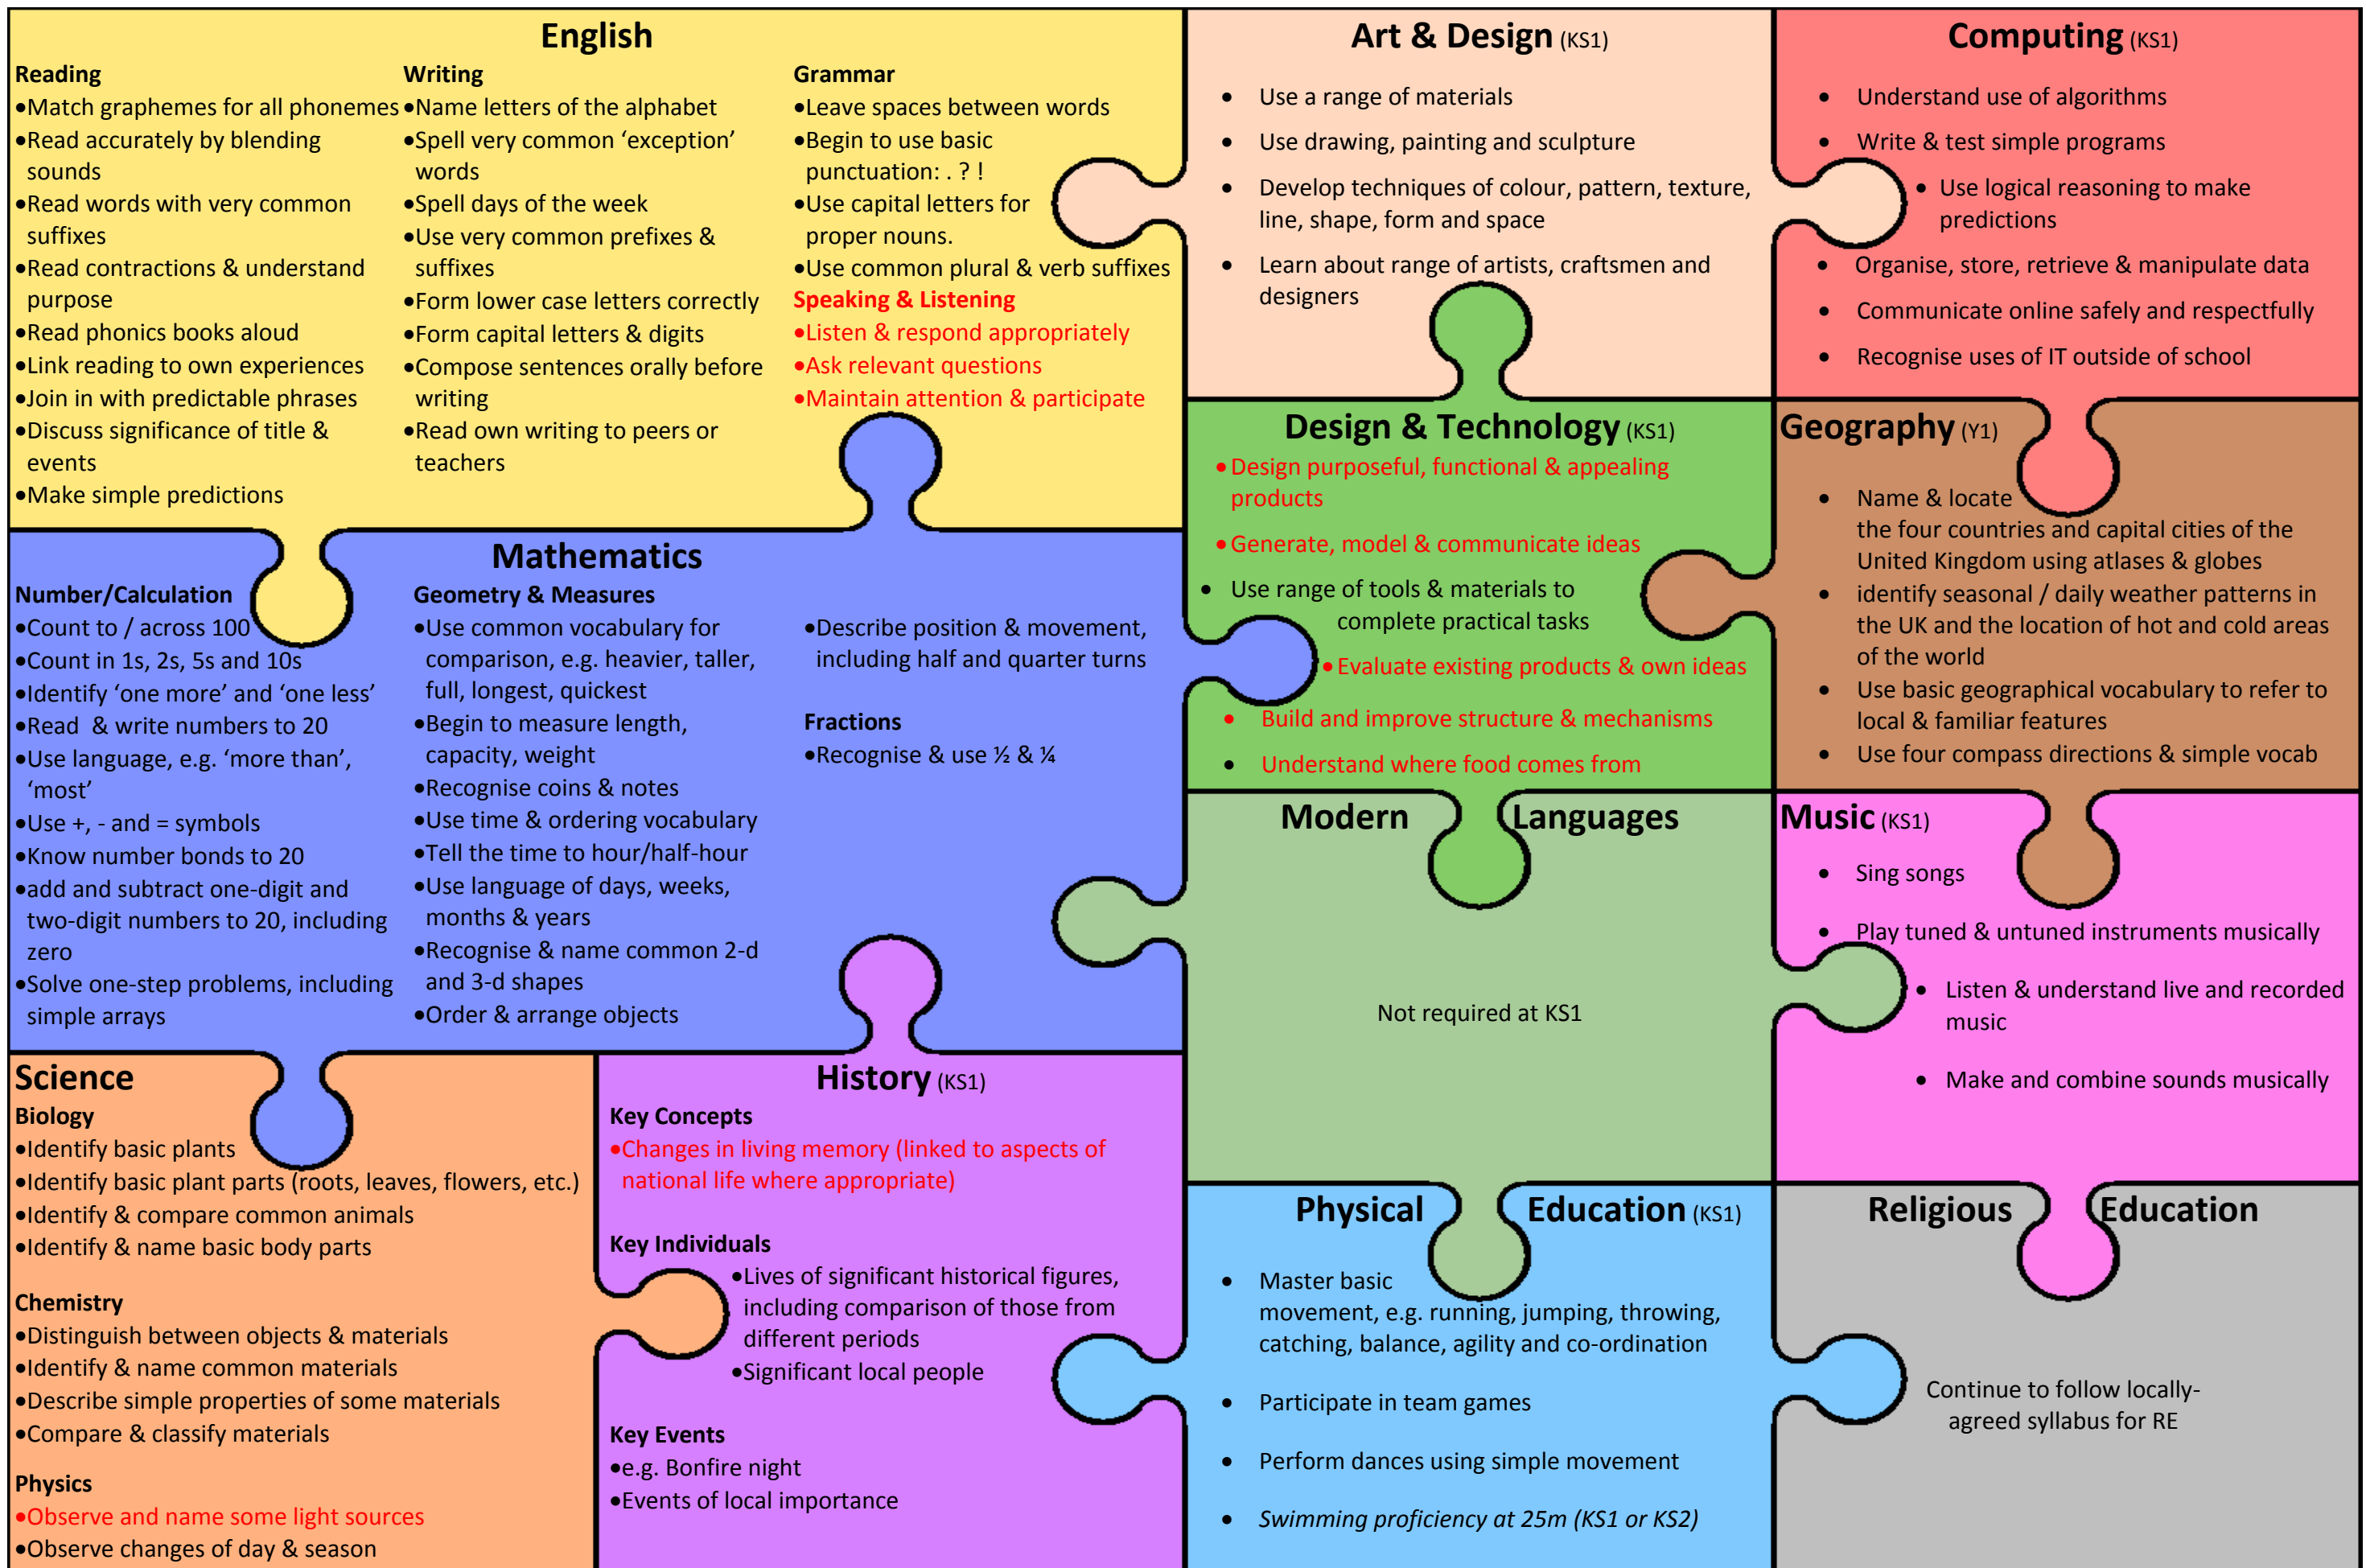 English
Reading
•Match graphemes for all phonemes
•Read accurately by blending
sounds
•Read words with very common
suffixes
•Read contractions & understand
purpose
•Read phonics books aloud
•Link reading to own experiences
•Join in with predictable phrases
•Discuss significance of title &
events
•Make simple predictions
Writing
•Name letters of the alphabet
•Spell very common ‘exception’
words
•Spell days of the week
•Use very common prefixes &
suffixes
•Form lower case letters correctly
•Form capital letters & digits
•Compose sentences orally before
writing
•Read own writing to peers or
teachers
Grammar
•Leave spaces between words
•Begin to use basic
punctuation: . ? !
•Use capital letters for
proper nouns.
•Use common plural & verb suffixes
Speaking & Listening
•Listen & respond appropriately
•Ask relevant questions
•Maintain attention & participate
Art & Design (KS1)
• Use a range of materials
• Use drawing, painting and sculpture
• Develop techniques of colour, pattern, texture,
line, shape, form and space
• Learn about range of artists, craftsmen and
designers
Computing (KS1)
• Understand use of algorithms
• Write & test simple programs
• Use logical reasoning to make
predictions
• Organise, store, retrieve & manipulate data
• Communicate online safely and respectfully
• Recognise uses of IT outside of school
Mathematics
Number/Calculation
•Count to / across 100
•Count in 1s, 2s, 5s and 10s
•Identify ‘one more’ and ‘one less’
•Read & write numbers to 20
•Use language, e.g. ‘more than’,
‘most’
•Use +, - and = symbols
•Know number bonds to 20
•add and subtract one-digit and
two-digit numbers to 20, including
zero
•Solve one-step problems, including
simple arrays
Geometry & Measures
•Use common vocabulary for
comparison, e.g. heavier, taller,
full, longest, quickest
•Begin to measure length,
capacity, weight
•Recognise coins & notes
•Use time & ordering vocabulary
•Tell the time to hour/half-hour
•Use language of days, weeks,
months & years
•Recognise & name common 2-d
and 3-d shapes
•Order & arrange objects
•Describe position & movement,
including half and quarter turns
Fractions
•Recognise & use ½ & ¼
Design & Technology (KS1)
• Design purposeful, functional & appealing
products
• Generate, model & communicate ideas
• Use range of tools & materials to
complete practical tasks
• Evaluate existing products & own ideas
• Build and improve structure & mechanisms
• Understand where food comes from
Geography (Y1)
• Name & locate
the four countries and capital cities of the
United Kingdom using atlases & globes
• identify seasonal / daily weather patterns in
the UK and the location of hot and cold areas
of the world
• Use basic geographical vocabulary to refer to
local & familiar features
• Use four compass directions & simple vocab
Modern Languages
Not required at KS1
Music (KS1)
• Sing songs
• Play tuned & untuned instruments musically
• Listen & understand live and recorded
music
• Make and combine sounds musically
Science
Biology
•Identify basic plants
•Identify basic plant parts (roots, leaves, flowers, etc.)
•Identify & compare common animals
•Identify & name basic body parts
Chemistry
•Distinguish between objects & materials
•Identify & name common materials
•Describe simple properties of some materials
•Compare & classify materials
Physics
•Observe and name some light sources
•Observe changes of day & season
History (KS1)
Key Concepts
•Changes in living memory (linked to aspects of
national life where appropriate)
Key Individuals
•Lives of significant historical figures,
including comparison of those from
different periods
•Significant local people
Key Events
•e.g. Bonfire night
•Events of local importance
Physical Education (KS1)
• Master basic
movement, e.g. running, jumping, throwing,
catching, balance, agility and co-ordination
• Participate in team games
• Perform dances using simple movement
• Swimming proficiency at 25m (KS1 or KS2)
Religious Education
Continue to follow locally-
agreed syllabus for RE